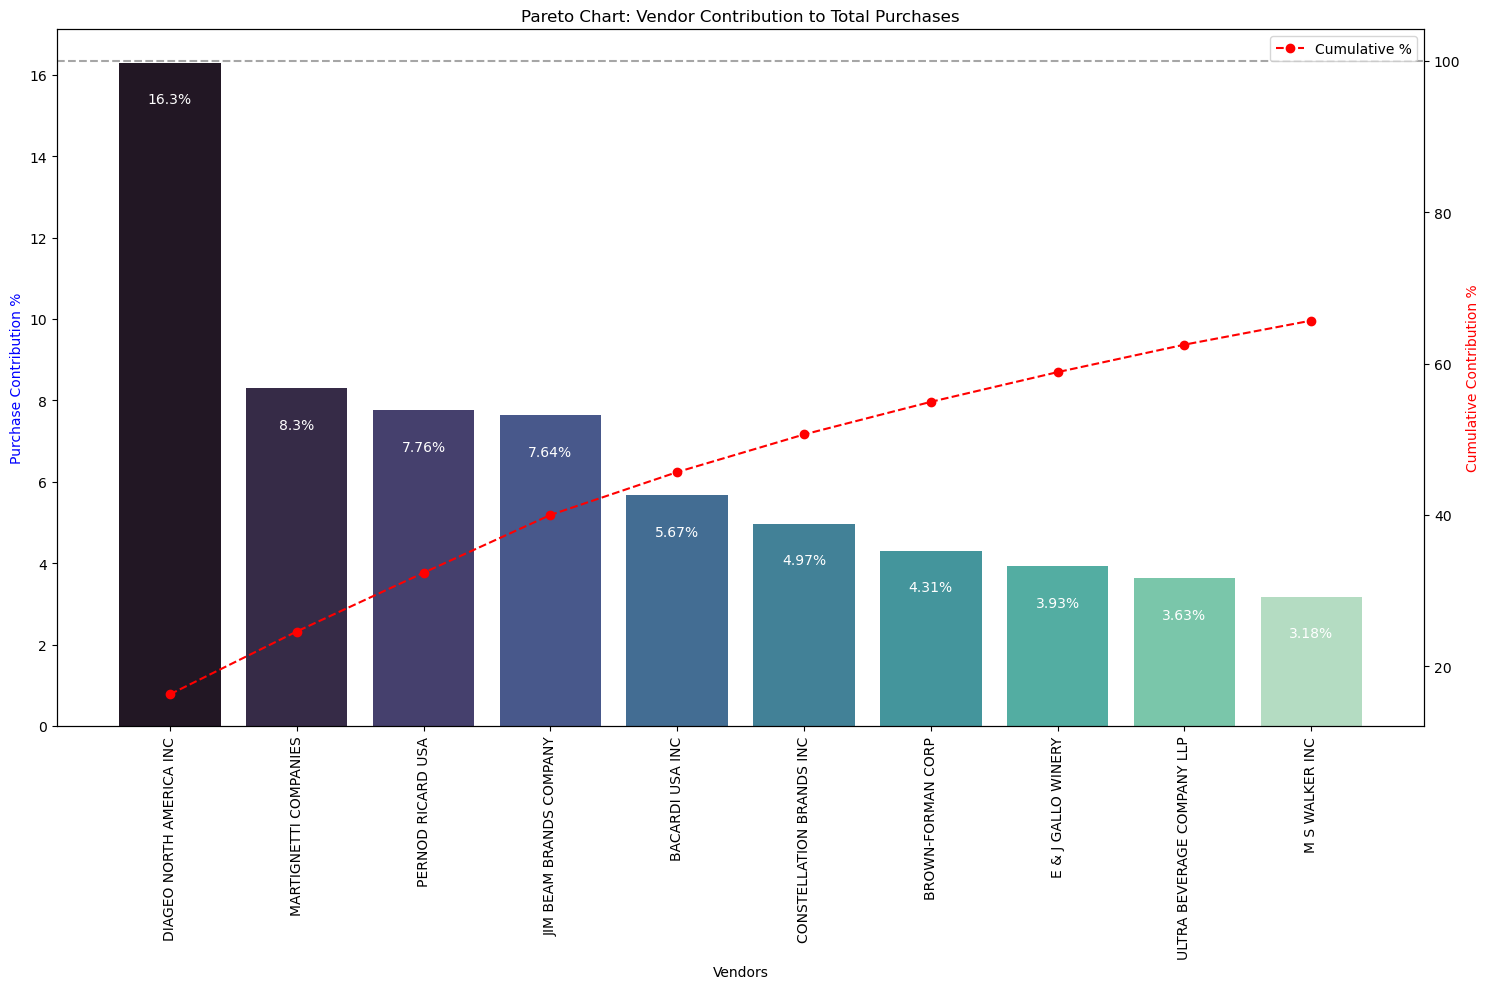 Pareto Chart: Vendor Contribution to Total Purchases
Cumulative %
Purchase Contribution %
16
14
12
10
8
6
4
2
0
16.3%
8.3%
7.76%
7.64%
5.67%
4.97%
4.31%
3.93%
3.63%
3.18%
100
80
60
40
20
Cumulative Contribution %
DIAGEO NORTH AMERICA INC
MARTIGNETTI COMPANIES
PERNOD RICARD USA
JIM BEAM BRANDS COMPANY
BACARDI USA INC
CONSTELLATION BRANDS INC
BROWN-FORMAN CORP
E & J GALLO WINERY
ULTRA BEVERAGE COMPANY LLP
M S WALKER INC
Vendors